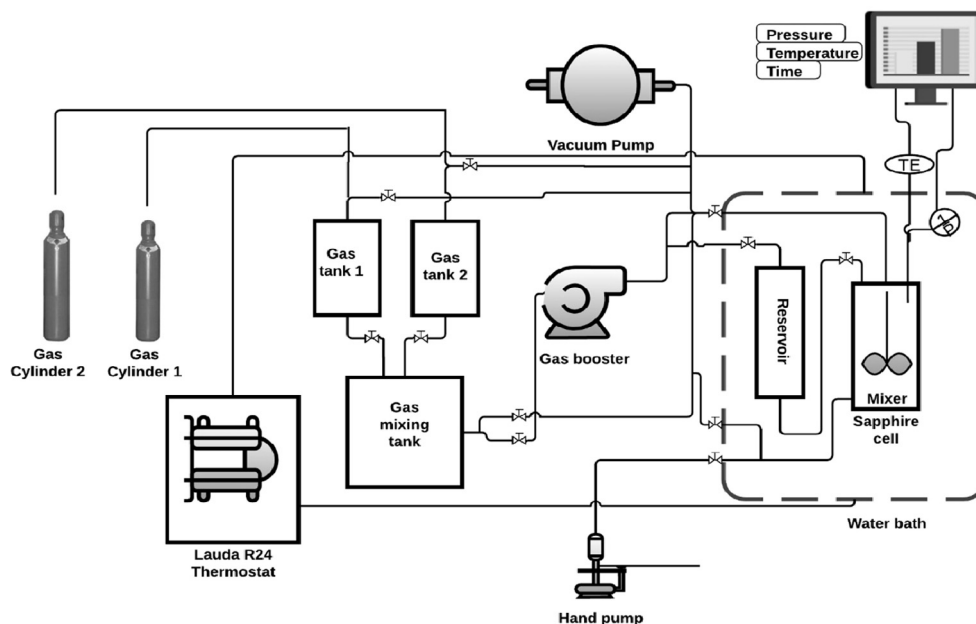 Pressure
Temperature
Time
Vacuum Pump
TE
Gas
tank 1
Gas
tank 2
Gas booster
Reservoir
Gas
Cylinder 2
Gas
Cylinder 1
Gas
mixing
tank
Mixer
Sapphire
cell
Water bath
Lauda R24
Thermostat
Hand pump